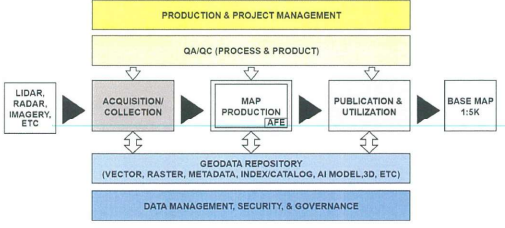 PRODUCTION & PROJECT MANAGEMENT
QA/QC (PROCESS & PRODUCT)
LIDAR,
RADAR,
IMAGERY,
ETC
ACQUISITION/
COLLECTION
MAP
PRODUCTION
AFE
PUBLICATION &
UTILIZATION
BASE MAP
1:5K
GEODATA REPOSITORY
(VECTOR, RASTER, METADATA, INDEX/CATALOG, AI MODEL,3D, ETC)
DATA MANAGEMENT, SECURITY, & GOVERNANCE